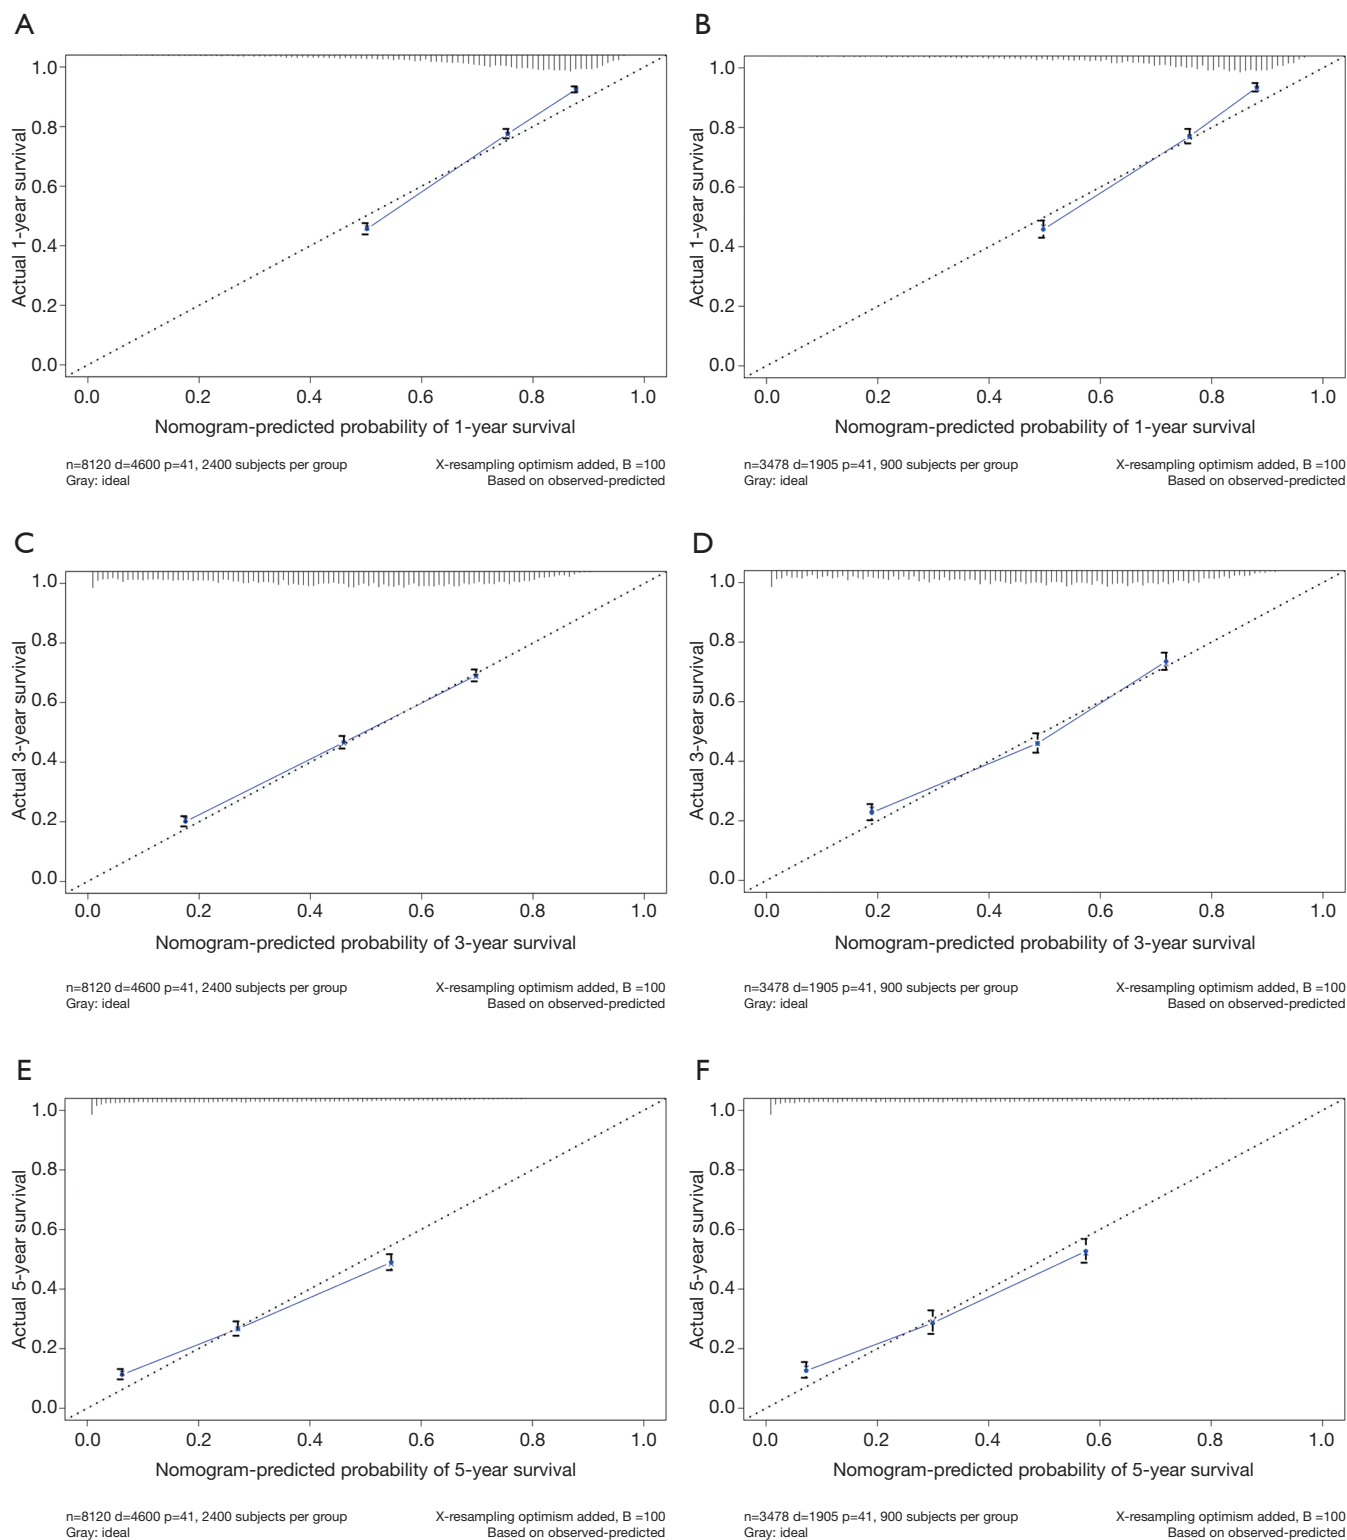 A
Actual 1-year survival
1.0
0.8
0.6
0.4
0.2
0.0
0.0 0.2 0.4 0.6 0.8 1.0
Nomogram-predicted probability of 1-year survival
n=8120 d=4600 p=41, 2400 subjects per group X-resampling optimism added, B =100
Gray: ideal Based on observed-predicted
B
Actual 1-year survival
1.0
0.8
0.6
0.4
0.2
0.0
0.0 0.2 0.4 0.6 0.8 1.0
Nomogram-predicted probability of 1-year survival
n=3478 d=1905 p=41, 900 subjects per group X-resampling optimism added, B =100
Gray: ideal Based on observed-predicted
C
Actual 3-year survival
1.0
0.8
0.6
0.4
0.2
0.0
0.0 0.2 0.4 0.6 0.8 1.0
Nomogram-predicted probability of 3-year survival
n=8120 d=4600 p=41, 2400 subjects per group X-resampling optimism added, B =100
Gray: ideal Based on observed-predicted
D
Actual 3-year survival
1.0
0.8
0.6
0.4
0.2
0.0
0.0 0.2 0.4 0.6 0.8 1.0
Nomogram-predicted probability of 3-year survival
n=3478 d=1905 p=41, 900 subjects per group X-resampling optimism added, B =100
Gray: ideal Based on observed-predicted
E
Actual 5-year survival
1.0
0.8
0.6
0.4
0.2
0.0
0.0 0.2 0.4 0.6 0.8 1.0
Nomogram-predicted probability of 5-year survival
n=8120 d=4600 p=41, 2400 subjects per group X-resampling optimism added, B =100
Gray: ideal Based on observed-predicted
F
Actual 5-year survival
1.0
0.8
0.6
0.4
0.2
0.0
0.0 0.2 0.4 0.6 0.8 1.0
Nomogram-predicted probability of 5-year survival
n=3478 d=1905 p=41, 900 subjects per group X-resampling optimism added, B =100
Gray: ideal Based on observed-predicted